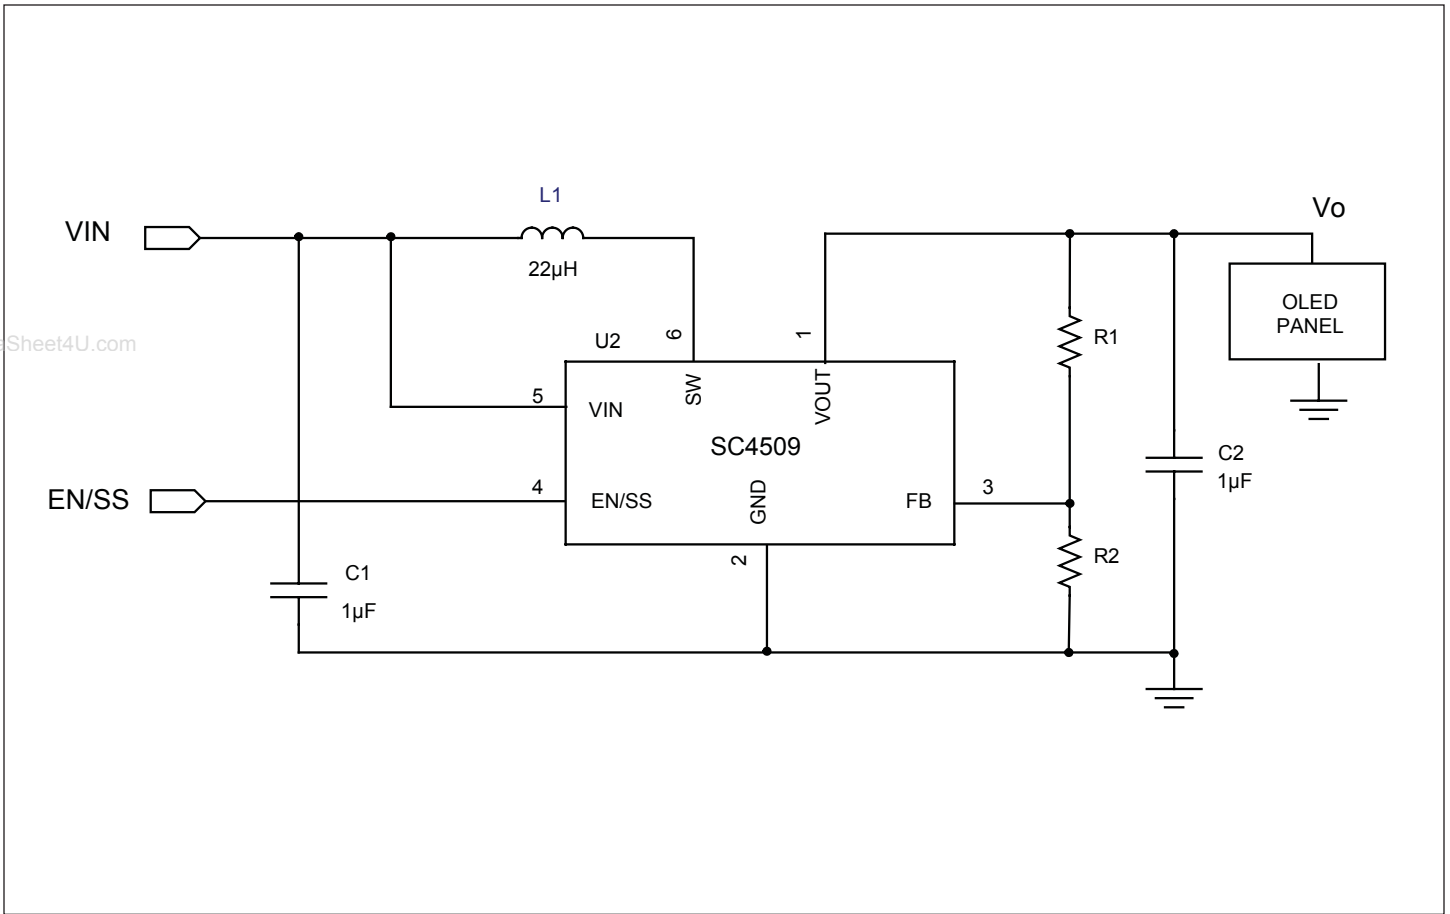 L1
VIN
22µH
Vo
OLED
PANEL
eSheet4U.com
U2
6
1
R1
SW
VOUT
5
VIN
SC4509
C2
1µF
EN/SS
4
EN/SS
GND
FB
3
2
R2
C1
1µF